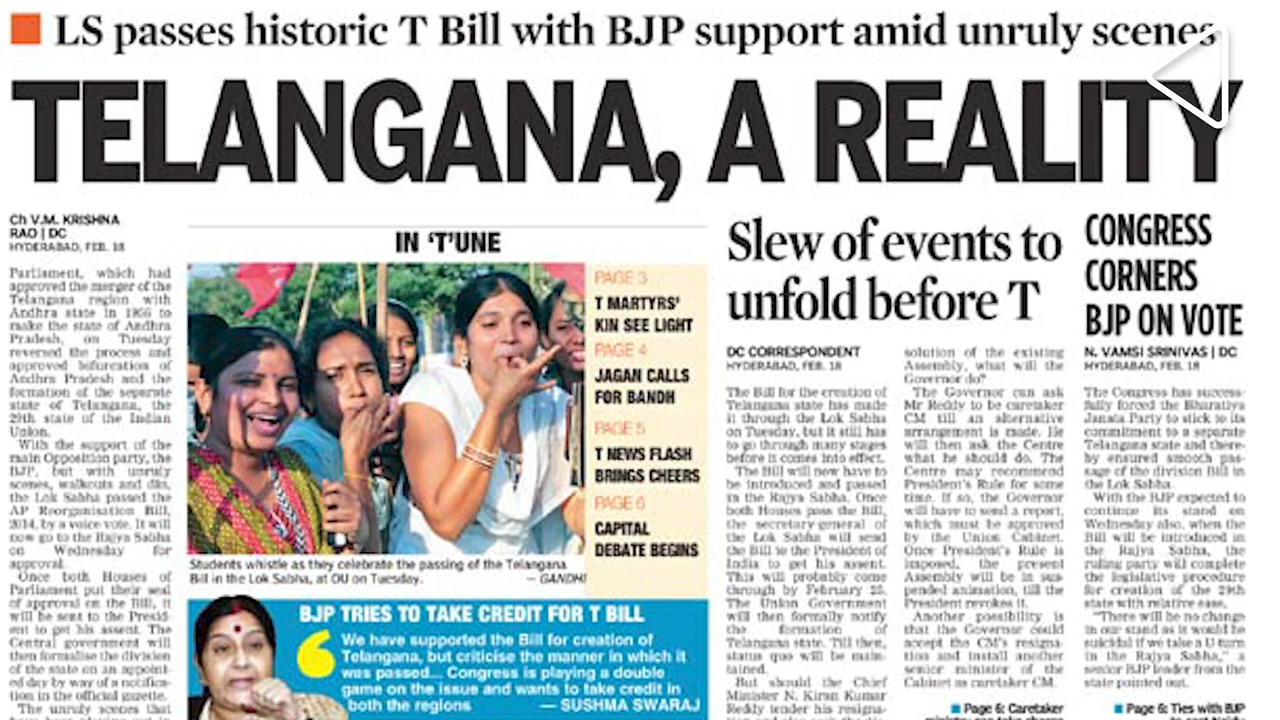 LS passes historic T Bill with BJP support amid unruly scenes
TELANGANA, A REALITY
Ch V.M. KRISHNA
RAO | DC
HYDERABAD, FEB. 18
Parliament, which had
approved the merger of the
Telangana region with
Andhra state in 1956 to
make the state of Andhra
Pradesh, on Tuesday
reversed the process and
approved bifurcation of
Andhra Pradesh and the
formation of the separate
state of Telangana, the
29th state of the Indian
Union.
With the support of the
main Opposition party, the
BJP, but with unruly
scenes, walkouts and din,
the Lok Sabha passed the
AP Reorganisation Bill,
2014, by a voice vote. It will
now go to the Rajya Sabha
on Wednesday for
approval.
Once both Houses of
Parliament put their seal
of approval on the Bill, it
will be sent to the Presid-
ent to get his assent. The
Central government will
then formalise the division
of the state on an appoint-
ed day by way of a notifica-
tion in the official gazette.
The unruly scenes that
IN ‘T’UNE
PAGE 3
T MARTYRS’
KIN SEE LIGHT
PAGE 4
JAGAN CALLS
FOR BANDH
PAGE 5
T NEWS FLASH
BRINGS CHEERS
PAGE 6
CAPITAL
DEBATE BEGINS
Students whistle as they celebrate the passing of the Telangana
Bill in the Lok Sabha, at OU on Tuesday. — GANDHI
BJP TRIES TO TAKE CREDIT FOR T BILL
‘We have supported the Bill for creation of
Telangana, but criticise the manner in which it
was passed... Congress is playing a double
game on the issue and wants to take credit in
both the regions — SUSHMA SWARAJ
Slew of events to
unfold before T
DC CORRESPONDENT
HYDERABAD, FEB. 18
The Bill for the creation of
Telangana state has made
it through the Lok Sabha
on Tuesday, but it still has
to go through many stages
before it comes into effect.
The Bill will now have to
be introduced and passed
in the Rajya Sabha. Once
both Houses pass the Bill,
the secretary-general of
the Lok Sabha will send
the Bill to the President of
India to get his assent.
This will probably come
through by February 25.
The Union Government
will then formally notify
the formation of
Telangana state. Till then,
status quo will be main-
tained.
But should the Chief
Minister N. Kiran Kumar
Reddy tender his resigna-
solution of the existing
Assembly, what will the
Governor do?
The Governor can ask
Mr Reddy to be caretaker
CM till an alternative
arrangement is made. He
will then ask the Centre
what he should do. The
Centre may recommend
President's Rule for some
time. If so, the Governor
will have to send a report,
which must be approved
by the Union Cabinet.
Once President's Rule is
imposed, the present
Assembly will be in sus-
pended animation, till the
President revokes it.
Another possibility is
that the Governor could
accept the CM's resigna-
tion and install another
senior minister of the
Cabinet as caretaker CM.
Page 6: Caretaker
CONGRESS
CORNERS
BJP ON VOTE
N. VAMSI SRINIVAS | DC
HYDERABAD, FEB. 18
The Congress has success-
fully forced the Bharatiya
Janata Party to stick to its
commitment to a separate
Telangana state and there-
by ensured smooth pas-
sage of the division Bill in
the Lok Sabha.
With the BJP expected to
continue its stand on
Wednesday also, when the
Bill will be introduced in
the Rajya Sabha, the
ruling party will complete
the legislative procedure
for creation of the 29th
state with relative ease.
"There will be no change
in our stand as it would be
suicidal if we take a U turn
in the Rajya Sabha," a
senior BJP leader from the
state pointed out.
Page 6: Ties with BJP